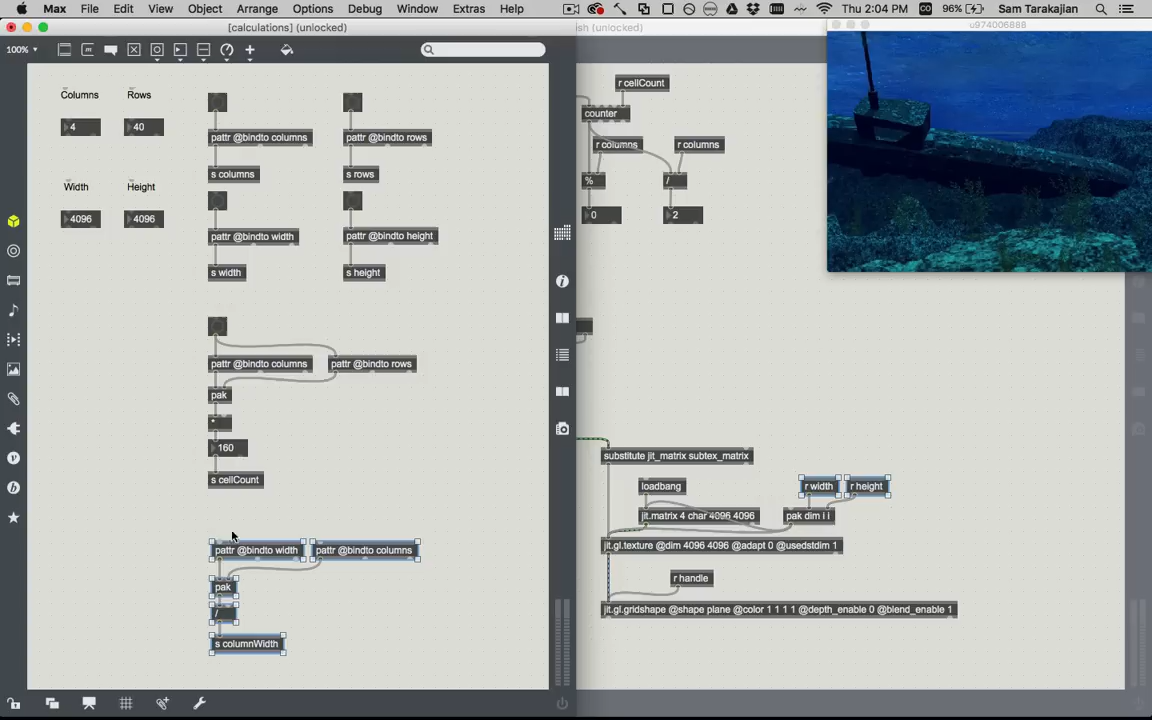 Max File Edit View Object Arrange Options Debug Window Extras Help 96% Thu 2:04 PM Sam Tarakajian
[calculations] (unlocked)
sh (unlocked)
u974006888
100%
Columns Rows
4 40
pattr @bindto columns pattr @bindto rows
s columns s rows
Width Height
4096 4096
pattr @bindto width pattr @bindto height
s width s height
pattr @bindto columns pattr @bindto rows
pak
*
160
s cellCount
pattr @bindto width pattr @bindto columns
pak
/
s columnWidth
r cellCount
counter
r columns r columns
% /
0 2
substitute jit_matrix subtex_matrix
loadbang r width r height
jit.matrix 4 char 4096 4096 pak dim i i
jit.gl.texture @dim 4096 4096 @adapt 0 @usedstdim 1
r handle
jit.gl.gridshape @shape plane @color 1 1 1 1 @depth_enable 0 @blend_enable 1